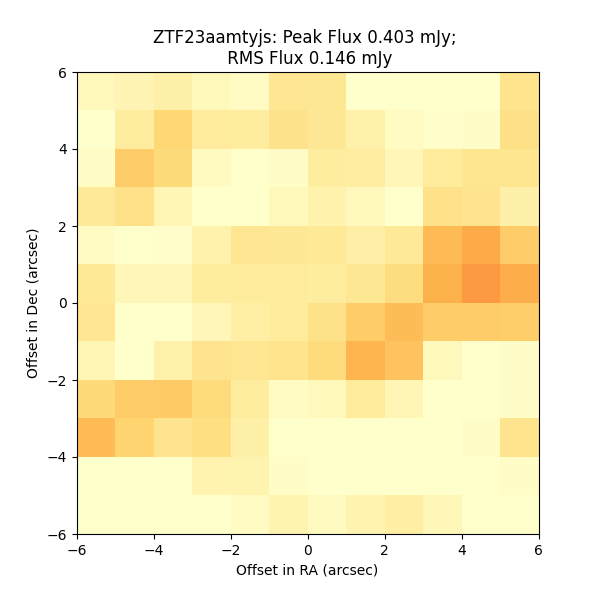 ZTF23aamtyjs: Peak Flux 0.403 mJy;
RMS Flux 0.146 mJy
6
4
2
0
−2
−4
−6
Offset in Dec (arcsec)
−6 −4 −2 0 2 4 6
Offset in RA (arcsec)